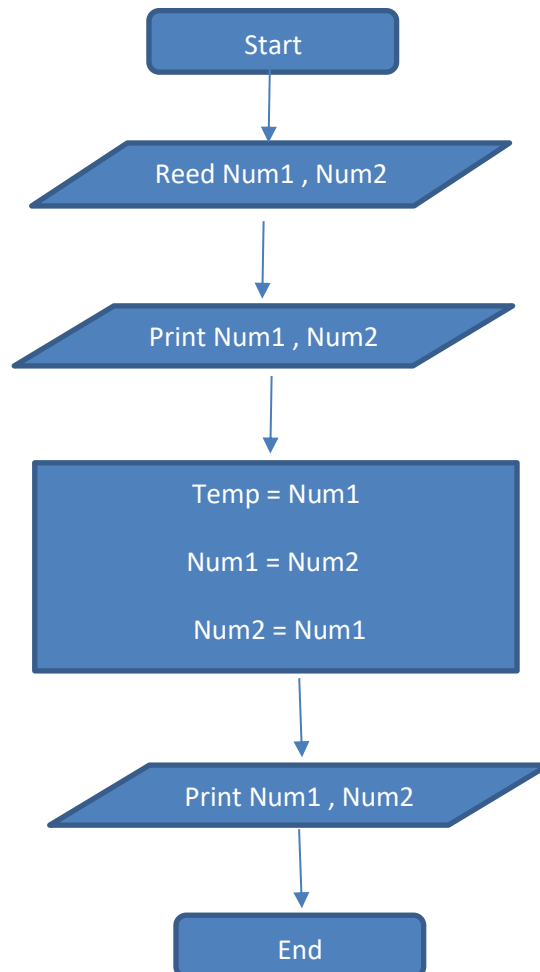 Start
Reed Num1 , Num2
Print Num1 , Num2
Temp = Num1
Num1 = Num2
Num2 = Num1
Print Num1 , Num2
End